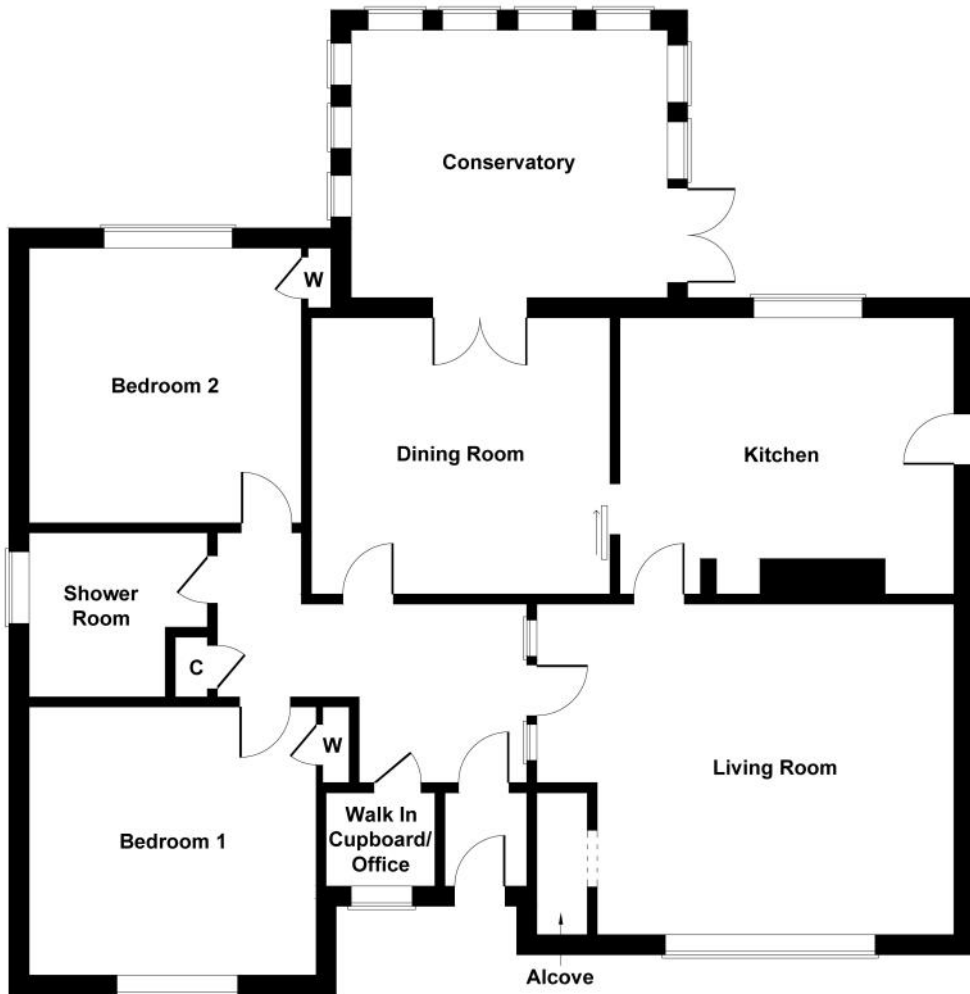 Conservatory
W
Bedroom 2
Dining Room
Kitchen
Shower
Room
C
W
Living Room
Bedroom 1
Walk In
Cupboard/
Office
Alcove